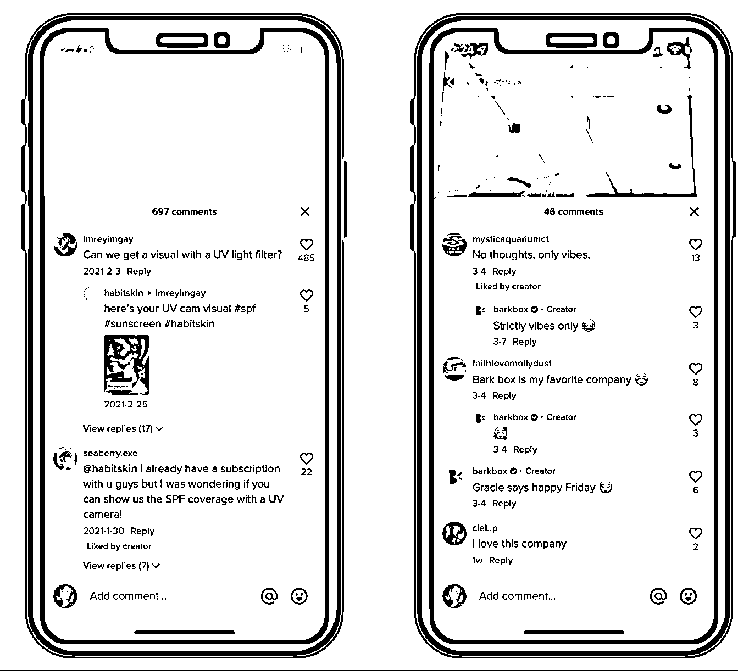 697 comments
lmreyimgay
Can we get a visual with a UV light filter?
485
2021-2-3 Reply
habitskin • lmreyimgay
here's your UV cam visual #spf
#sunscreen #habitskin
5
2021-2-25
View replies (17)
seaberry.exe
@habitskin I already have a subscription
with u guys but I was wondering if you
can show us the SPF coverage with a UV
camera!
22
2021-1-30 Reply
Liked by creator
View replies (7)
Add comment...
46 comments
mysticaquariumct
No thoughts, only vibes.
13
3-4 Reply
Liked by creator
barkbox • Creator
Strictly vibes only
3
3-7 Reply
faithlovemollydust
Bark box is my favorite company
8
3-4 Reply
barkbox • Creator
3
3-4 Reply
barkbox • Creator
Gracie says happy Friday
6
3-4 Reply
I love this company
2
1w Reply
Add comment...